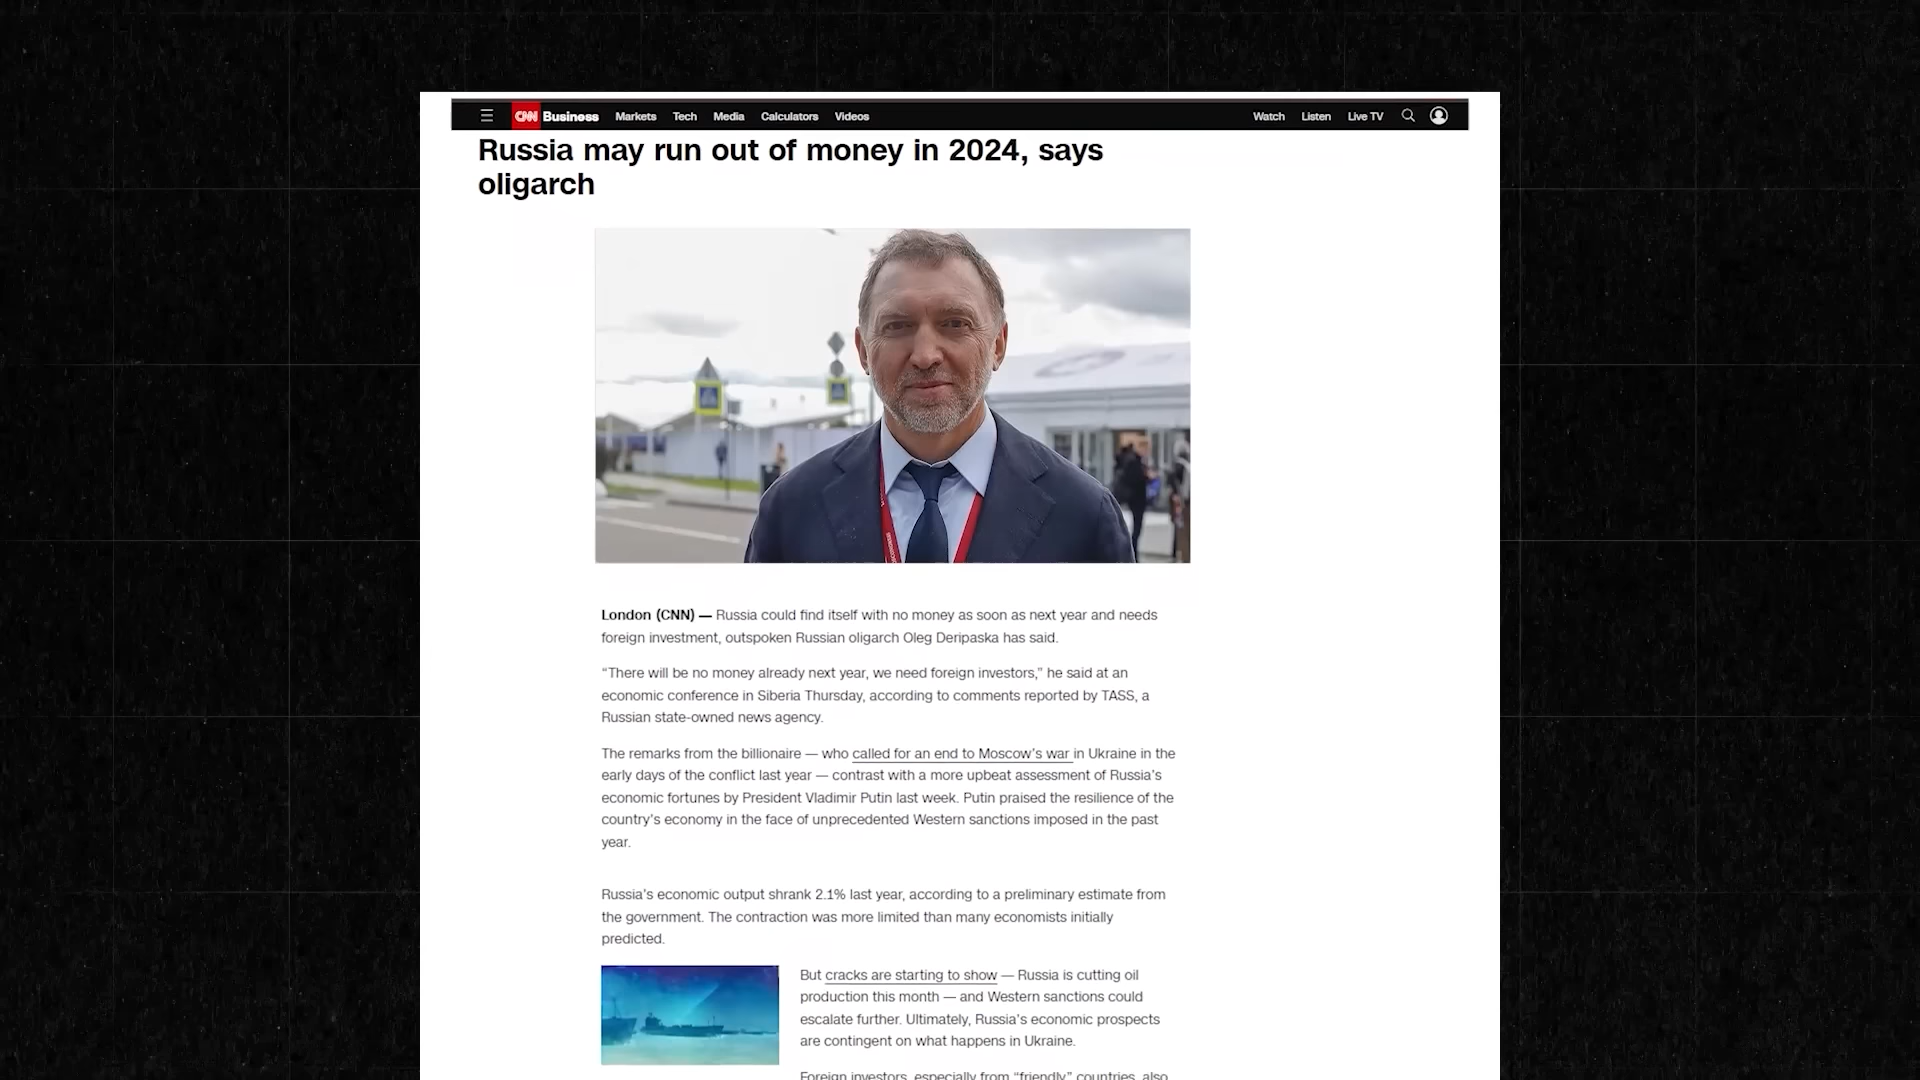 CNN Business Markets Tech Media Calculators Videos Watch Listen Live TV
Russia may run out of money in 2024, says
oligarch
London (CNN) — Russia could find itself with no money as soon as next year and needs
foreign investment, outspoken Russian oligarch Oleg Deripaska has said.
“There will be no money already next year, we need foreign investors,” he said at an
economic conference in Siberia Thursday, according to comments reported by TASS, a
Russian state-owned news agency.
The remarks from the billionaire — who called for an end to Moscow’s war in Ukraine in the
early days of the conflict last year — contrast with a more upbeat assessment of Russia’s
economic fortunes by President Vladimir Putin last week. Putin praised the resilience of the
country’s economy in the face of unprecedented Western sanctions imposed in the past
year.
Russia’s economic output shrank 2.1% last year, according to a preliminary estimate from
the government. The contraction was more limited than many economists initially
predicted.
But cracks are starting to show — Russia is cutting oil
production this month — and Western sanctions could
escalate further. Ultimately, Russia’s economic prospects
are contingent on what happens in Ukraine.
Foreign investors, especially from “friendly” countries, also